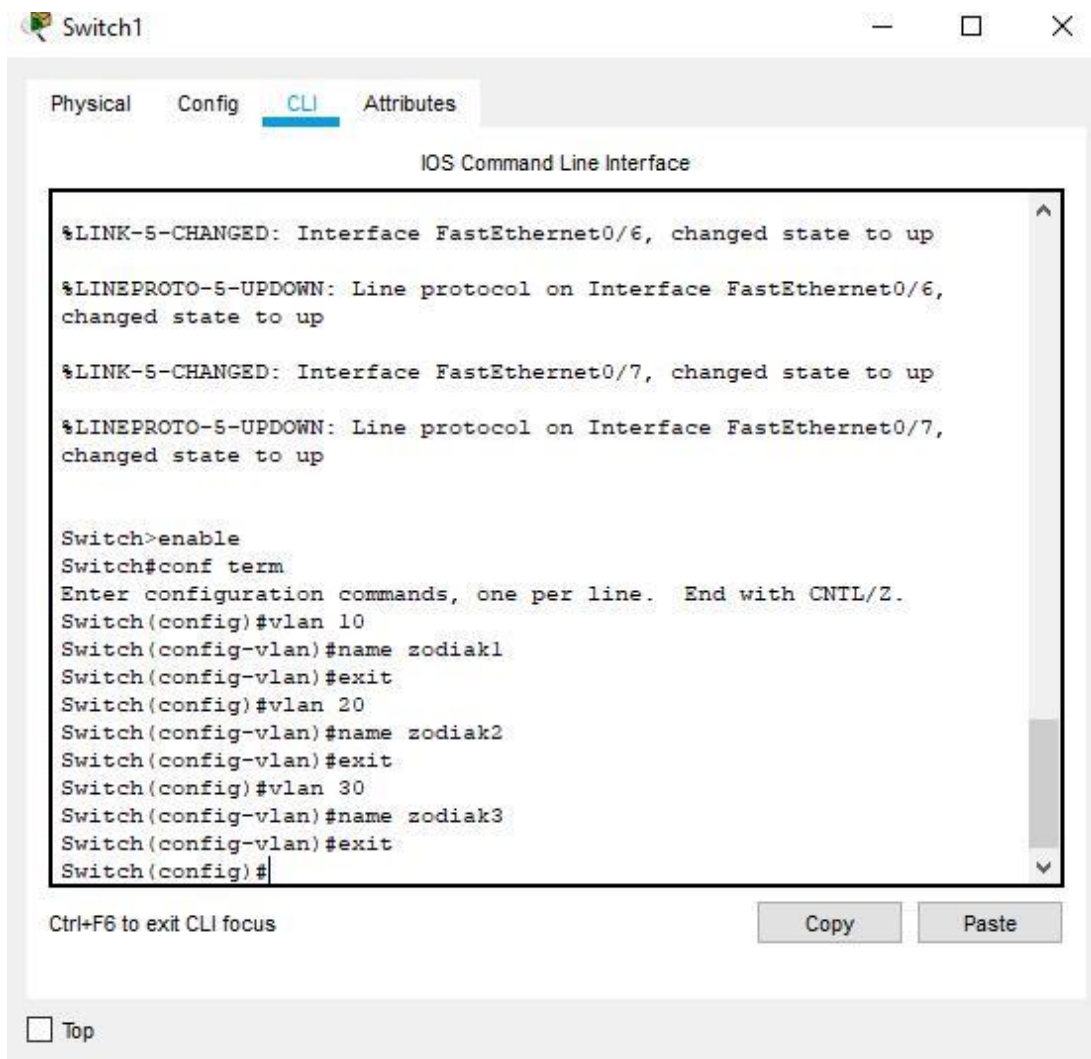 Switch1
Physical Config CLI Attributes
IOS Command Line Interface
%LINK-5-CHANGED: Interface FastEthernet0/6, changed state to up
%LINEPROTO-5-UPDOWN: Line protocol on Interface FastEthernet0/6,
changed state to up
%LINK-5-CHANGED: Interface FastEthernet0/7, changed state to up
%LINEPROTO-5-UPDOWN: Line protocol on Interface FastEthernet0/7,
changed state to up
Switch>enable
Switch#conf term
Enter configuration commands, one per line.  End with CNTL/Z.
Switch(config)#vlan 10
Switch(config-vlan)#name zodiak1
Switch(config-vlan)#exit
Switch(config)#vlan 20
Switch(config-vlan)#name zodiak2
Switch(config-vlan)#exit
Switch(config)#vlan 30
Switch(config-vlan)#name zodiak3
Switch(config-vlan)#exit
Switch(config)#
Ctrl+F6 to exit CLI focus Copy Paste
Top